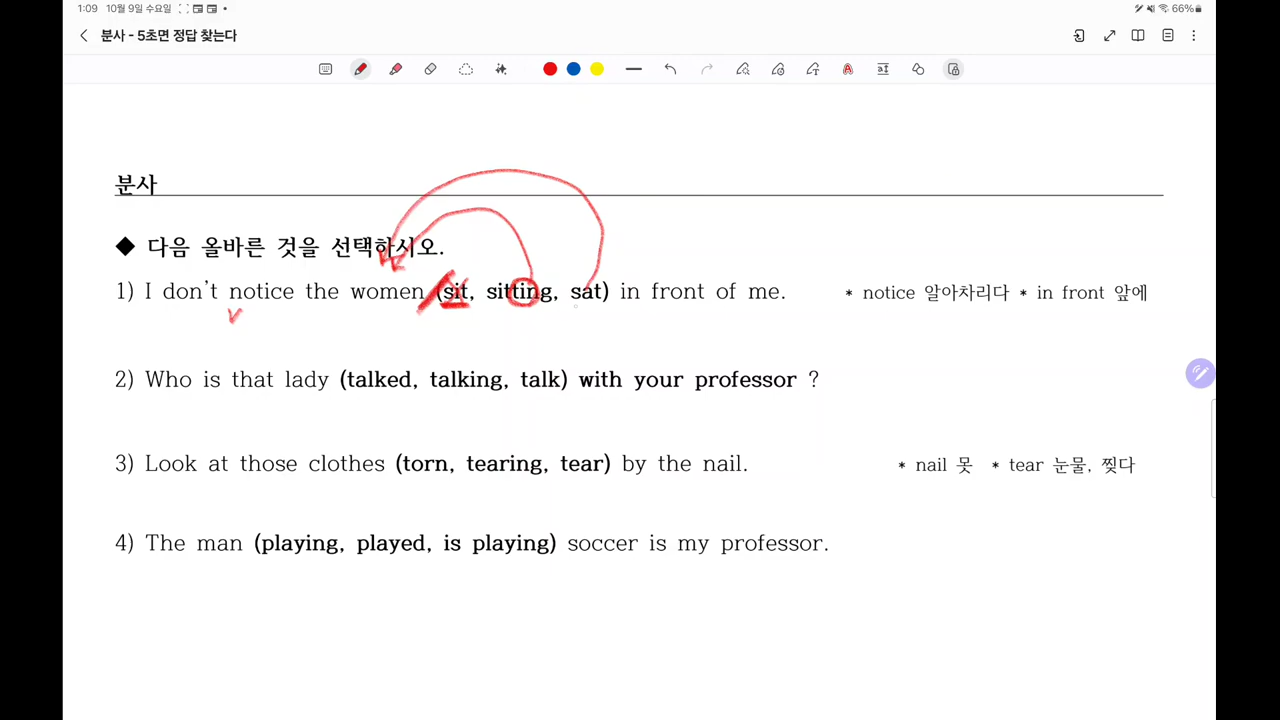 1:09 10월 9일 수요일 66%
분사 - 5초면 정답 찾는다
분사
◆ 다음 올바른 것을 선택하시오.
1) I don't notice the women (sit, sitting, sat) in front of me. * notice 알아차리다 * in front 앞에
v
2) Who is that lady (talked, talking, talk) with your professor ?
3) Look at those clothes (torn, tearing, tear) by the nail. * nail 못 * tear 눈물, 찢다
4) The man (playing, played, is playing) soccer is my professor.